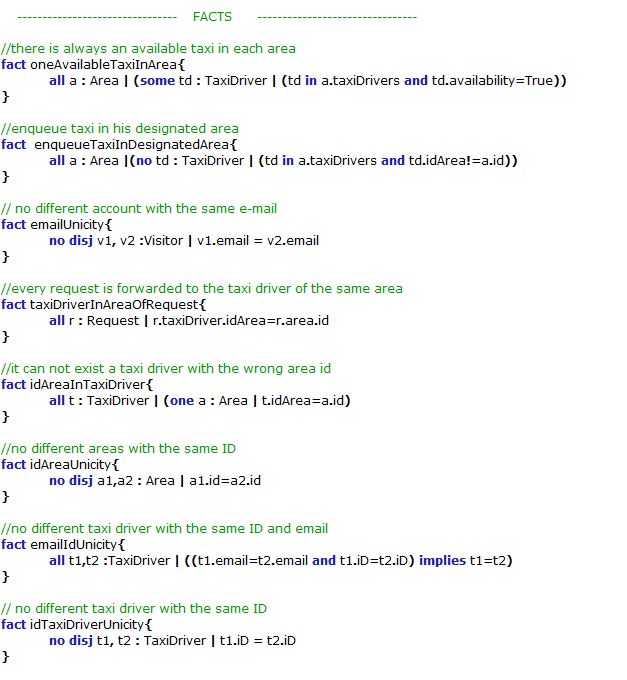 -------------------------------- FACTS --------------------------------
//there is always an available taxi in each area
fact oneAvailableTaxiInArea{
all a : Area | (some td : TaxiDriver | (td in a.taxiDrivers and td.availability=True))
}
//enqueue taxi in his designated area
fact enqueueTaxiInDesignatedArea{
all a : Area |(no td : TaxiDriver | (td in a.taxiDrivers and td.idArea!=a.id))
}
// no different account with the same e-mail
fact emailUnicity{
no disj v1, v2 :Visitor | v1.email = v2.email
}
//every request is forwarded to the taxi driver of the same area
fact taxiDriverInAreaOfRequest{
all r : Request | r.taxiDriver.idArea=r.area.id
}
//it can not exist a taxi driver with the wrong area id
fact idAreaInTaxiDriver{
all t : TaxiDriver | (one a : Area | t.idArea=a.id)
}
//no different areas with the same ID
fact idAreaUnicity{
no disj a1,a2 : Area | a1.id=a2.id
}
//no different taxi driver with the same ID and email
fact emailIdUnicity{
all t1,t2 :TaxiDriver | ((t1.email=t2.email and t1.iD=t2.iD) implies t1=t2)
}
// no different taxi driver with the same ID
fact idTaxiDriverUnicity{
no disj t1, t2 : TaxiDriver | t1.iD = t2.iD
}